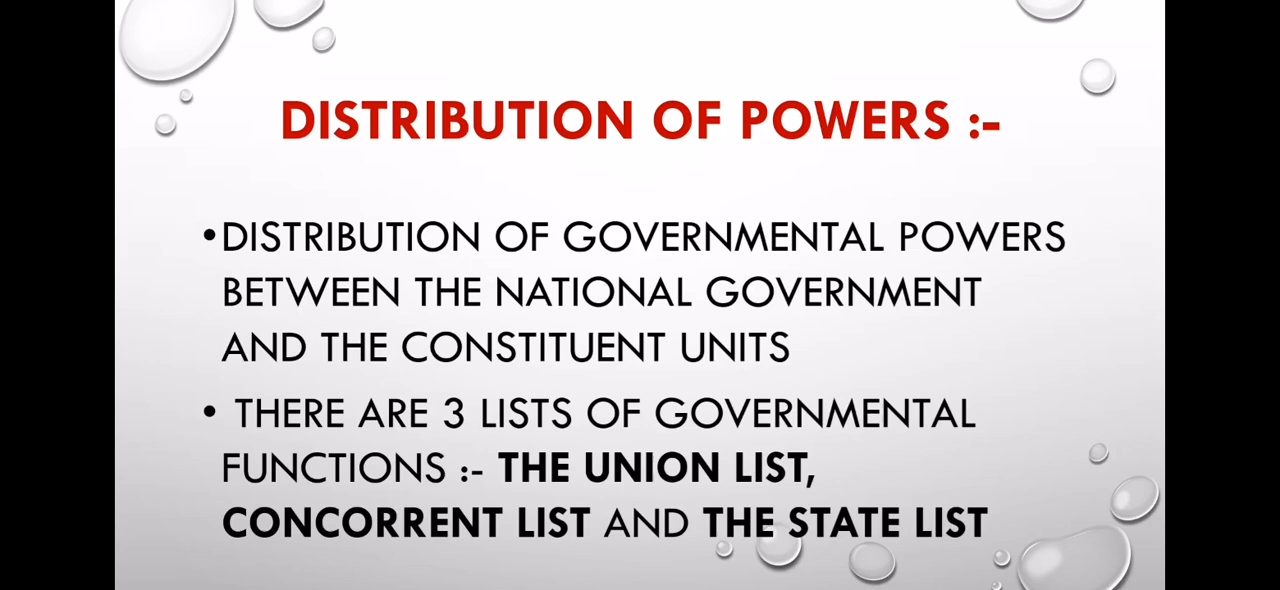 DISTRIBUTION OF POWERS :-
•DISTRIBUTION OF GOVERNMENTAL POWERS
BETWEEN THE NATIONAL GOVERNMENT
AND THE CONSTITUENT UNITS
• THERE ARE 3 LISTS OF GOVERNMENTAL
FUNCTIONS :- THE UNION LIST,
CONCORRENT LIST AND THE STATE LIST